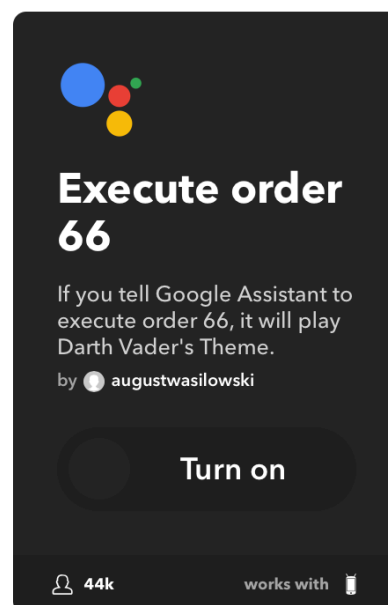 Execute order
66
If you tell Google Assistant to
execute order 66, it will play
Darth Vader's Theme.
by augustwasilowski
Turn on
44k works with